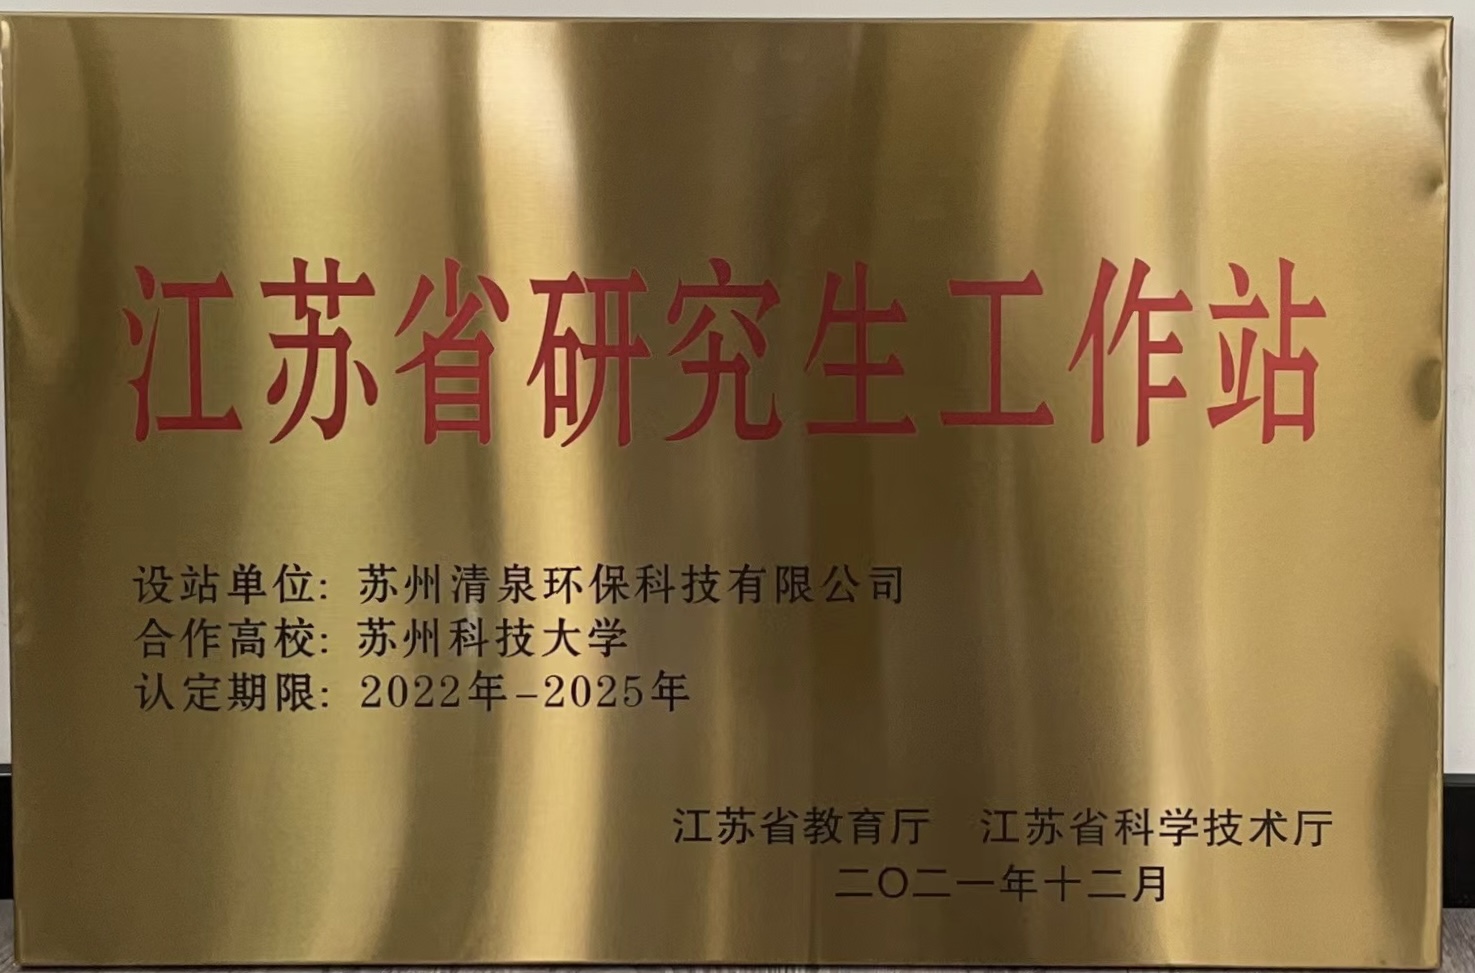 江苏省研究生工作站
设站单位: 苏州清泉环保科技有限公司
合作高校: 苏州科技大学
认定期限: 2022年-2025年
江苏省教育厅 江苏省科学技术厅
二〇二一年十二月